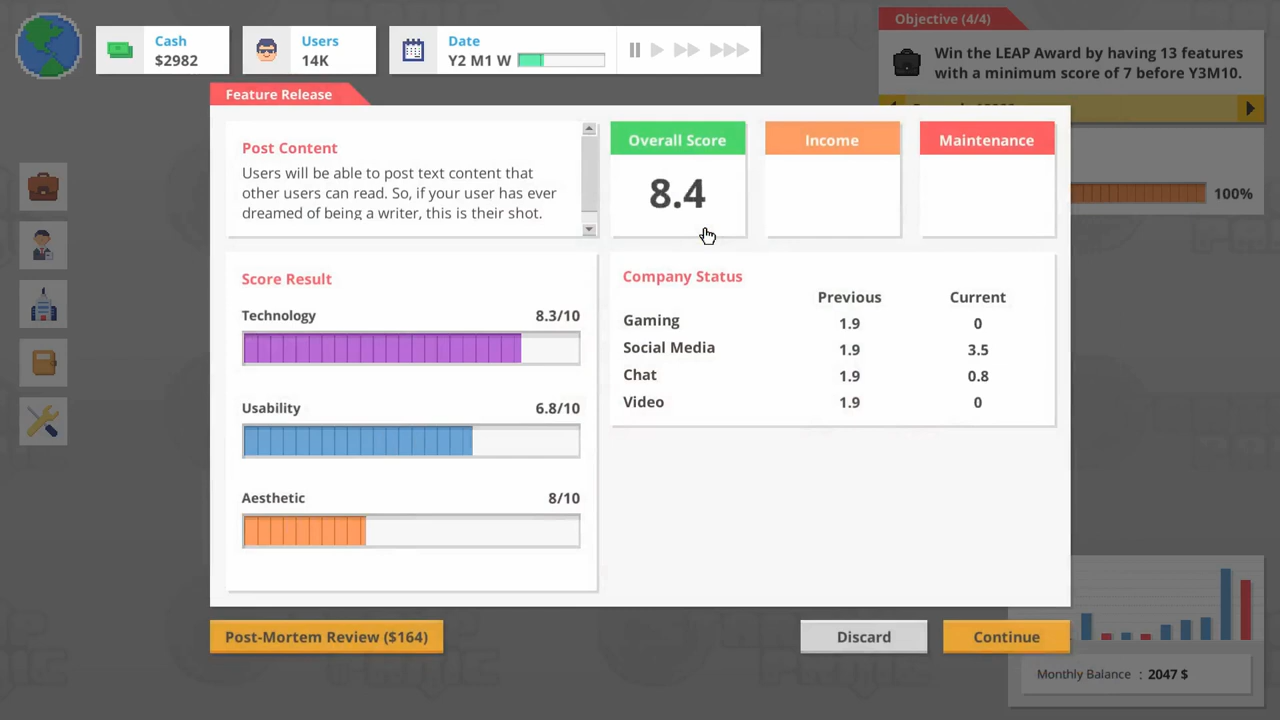 Cash
$2982
Users
14K
Date
Y2 M1 W
Objective (4/4)
Win the LEAP Award by having 13 features
with a minimum score of 7 before Y3M10.
Feature Release
Post Content
Users will be able to post text content that
other users can read. So, if your user has ever
dreamed of being a writer, this is their shot.
Overall Score
8.4
Income
Maintenance
100%
Score Result
Technology 8.3/10
Usability 6.8/10
Aesthetic 8/10
Company Status
Previous Current
Gaming 1.9 0
Social Media 1.9 3.5
Chat 1.9 0.8
Video 1.9 0
Post-Mortem Review ($164)
Discard
Continue
Monthly Balance : 2047 $